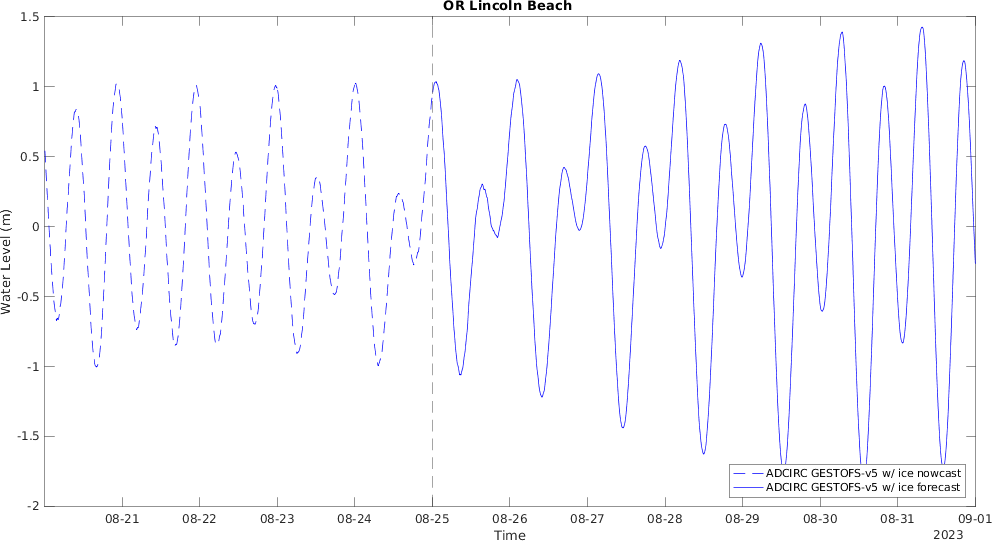 OR Lincoln Beach
1.5
1
0.5
0
-0.5
-1
-1.5
-2
Water Level (m)
ADCIRC GESTOFS-v5 w/ ice nowcast
ADCIRC GESTOFS-v5 w/ ice forecast
08-21 08-22 08-23 08-24 08-25 08-26 08-27 08-28 08-29 08-30 08-31 09-01
Time
2023